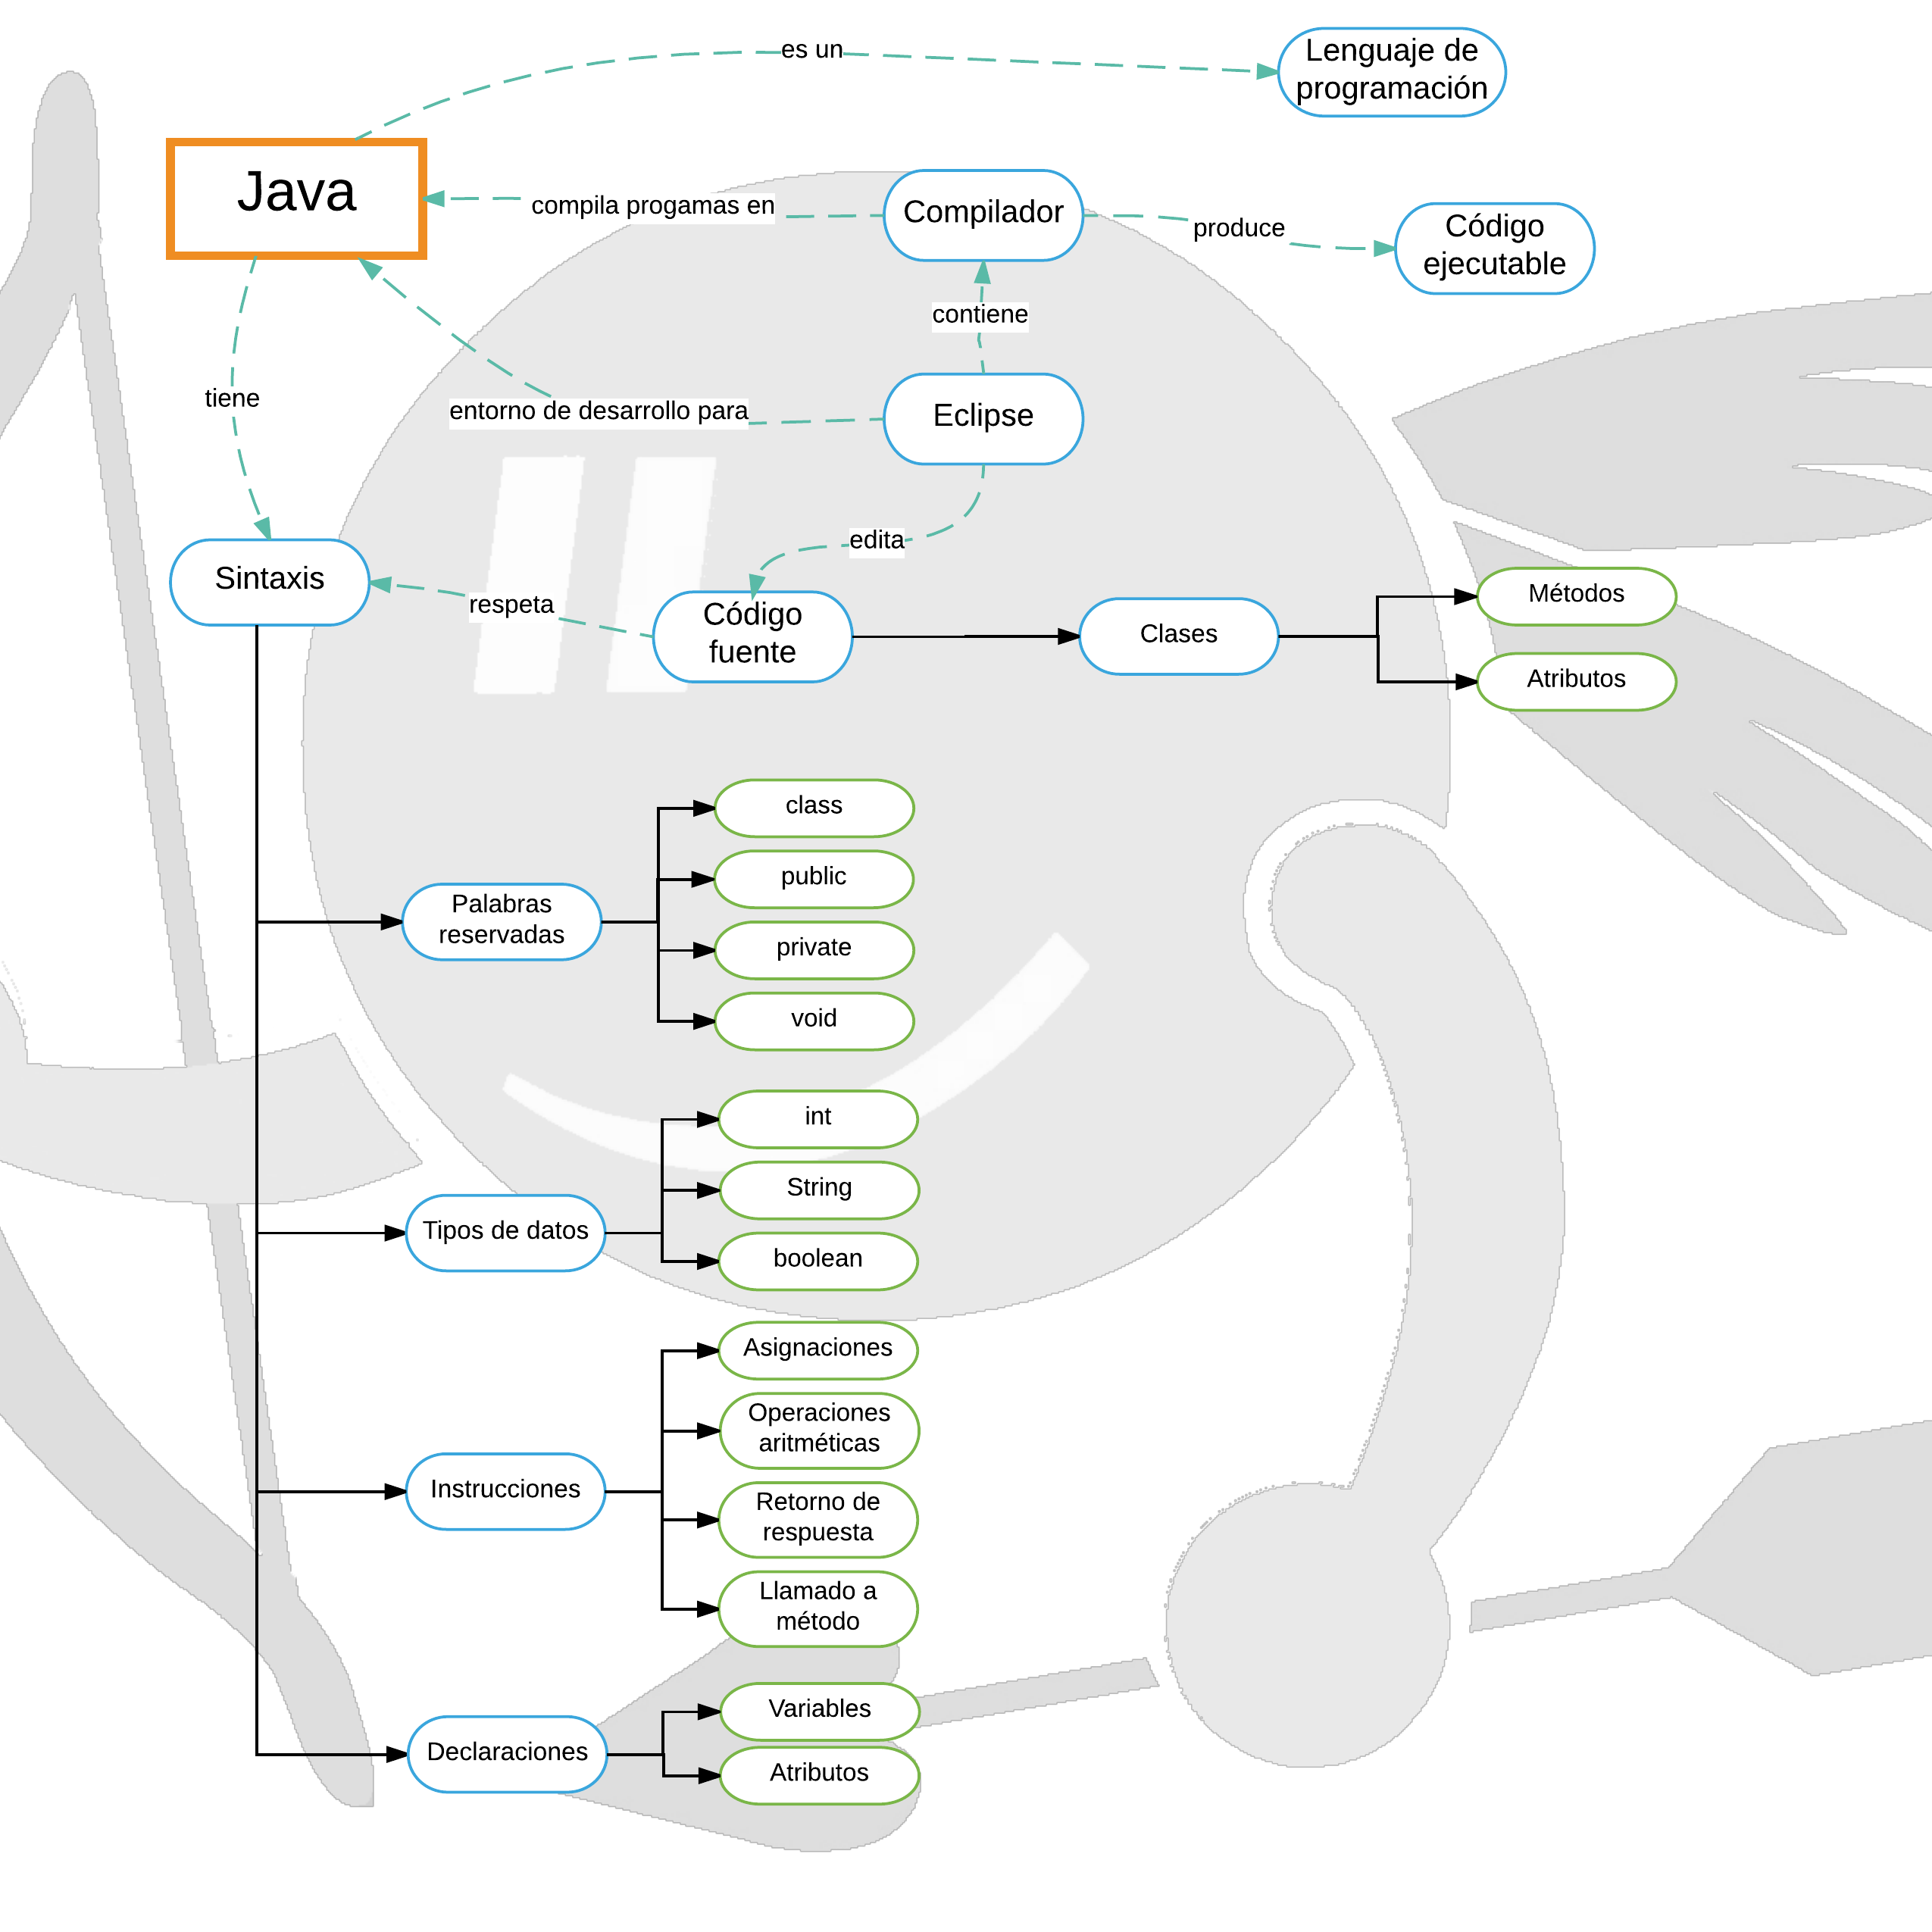 es un
Lenguaje de
programación
Java
compila progamas en
Compilador
produce
Código
ejecutable
contiene
tiene
entorno de desarrollo para
Eclipse
edita
Sintaxis
respeta
Código
fuente
Clases
Métodos
Atributos
Palabras
reservadas
class
public
private
void
Tipos de datos
int
String
boolean
Instrucciones
Asignaciones
Operaciones
aritméticas
Retorno de
respuesta
Llamado a
método
Declaraciones
Variables
Atributos